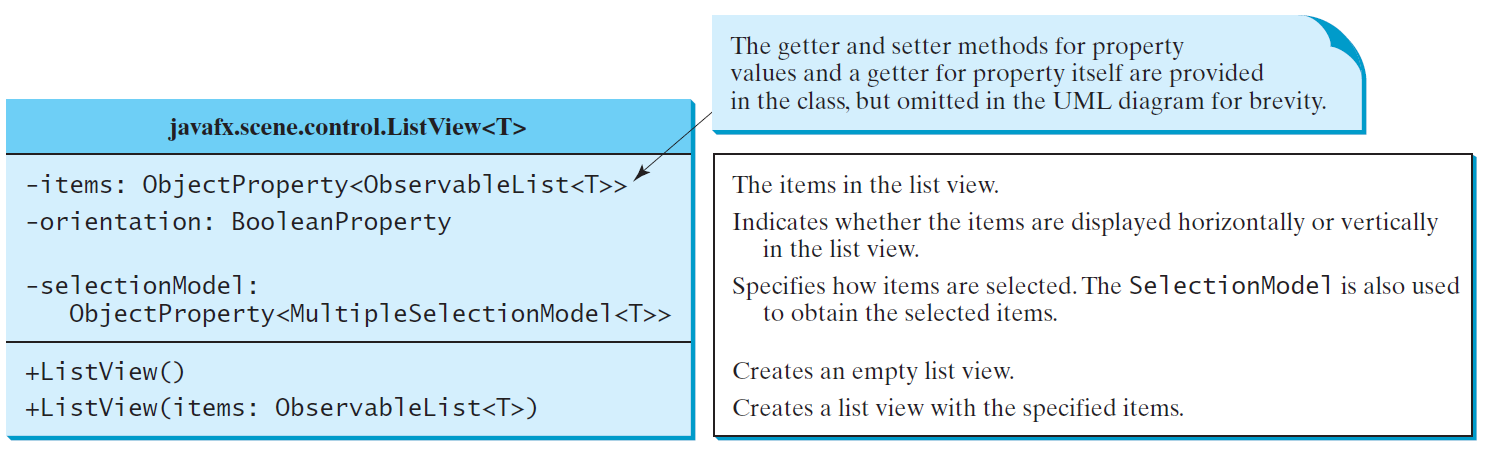 The getter and setter methods for property
values and a getter for property itself are provided
in the class, but omitted in the UML diagram for brevity.
javafx.scene.control.ListView<T>
-items: ObjectProperty<ObservableList<T>>
The items in the list view.
-orientation: BooleanProperty
Indicates whether the items are displayed horizontally or vertically
in the list view.
-selectionModel:
ObjectProperty<MultipleSelectionModel<T>>
Specifies how items are selected. The SelectionModel is also used
to obtain the selected items.
+ListView()
Creates an empty list view.
+ListView(items: ObservableList<T>)
Creates a list view with the specified items.